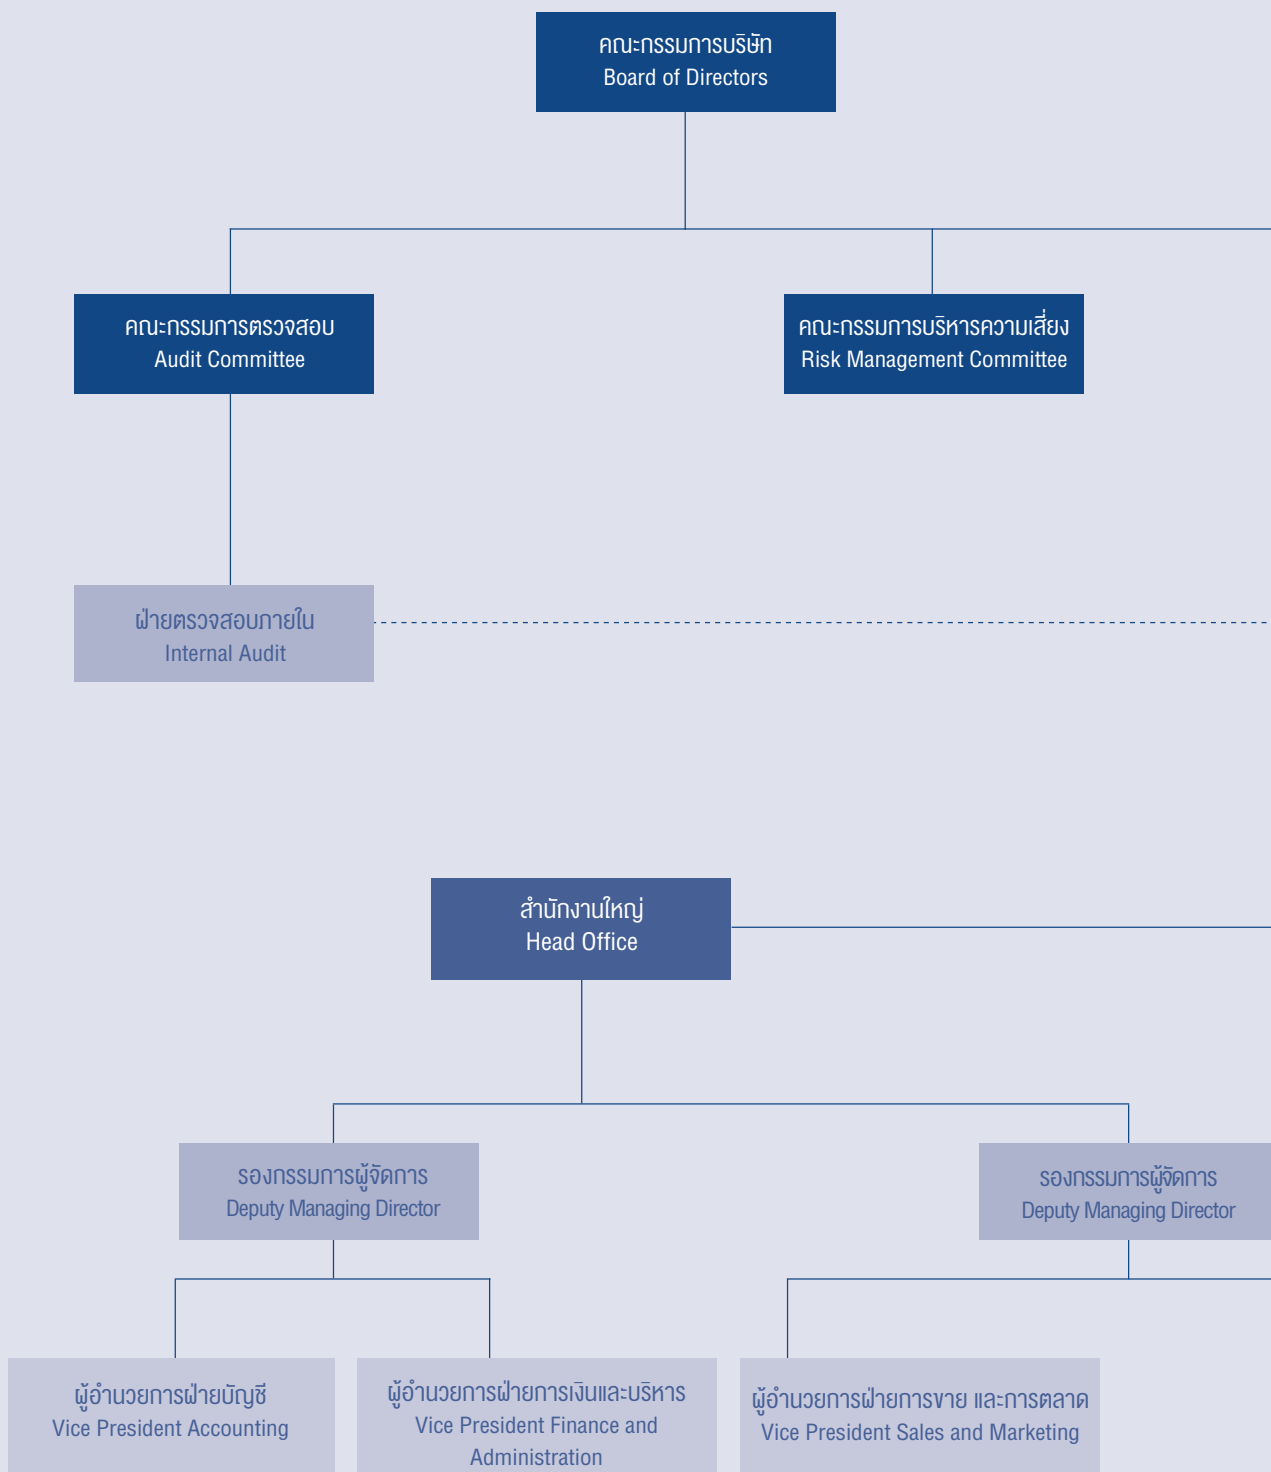 คณะกรรมการบริษัท
Board of Directors
คณะกรรมการตรวจสอบ
Audit Committee
คณะกรรมการบริหารความเสี่ยง
Risk Management Committee
ฝ่ายตรวจสอบภายใน
Internal Audit
สำนักงานใหญ่
Head Office
รองกรรมการผู้จัดการ
Deputy Managing Director
รองกรรมการผู้จัดการ
Deputy Managing Director
ผู้อำนวยการฝ่ายบัญชี
Vice President Accounting
ผู้อำนวยการฝ่ายการเงินและบริหาร
Vice President Finance and
Administration
ผู้อำนวยการฝ่ายการขาย และการตลาด
Vice President Sales and Marketing